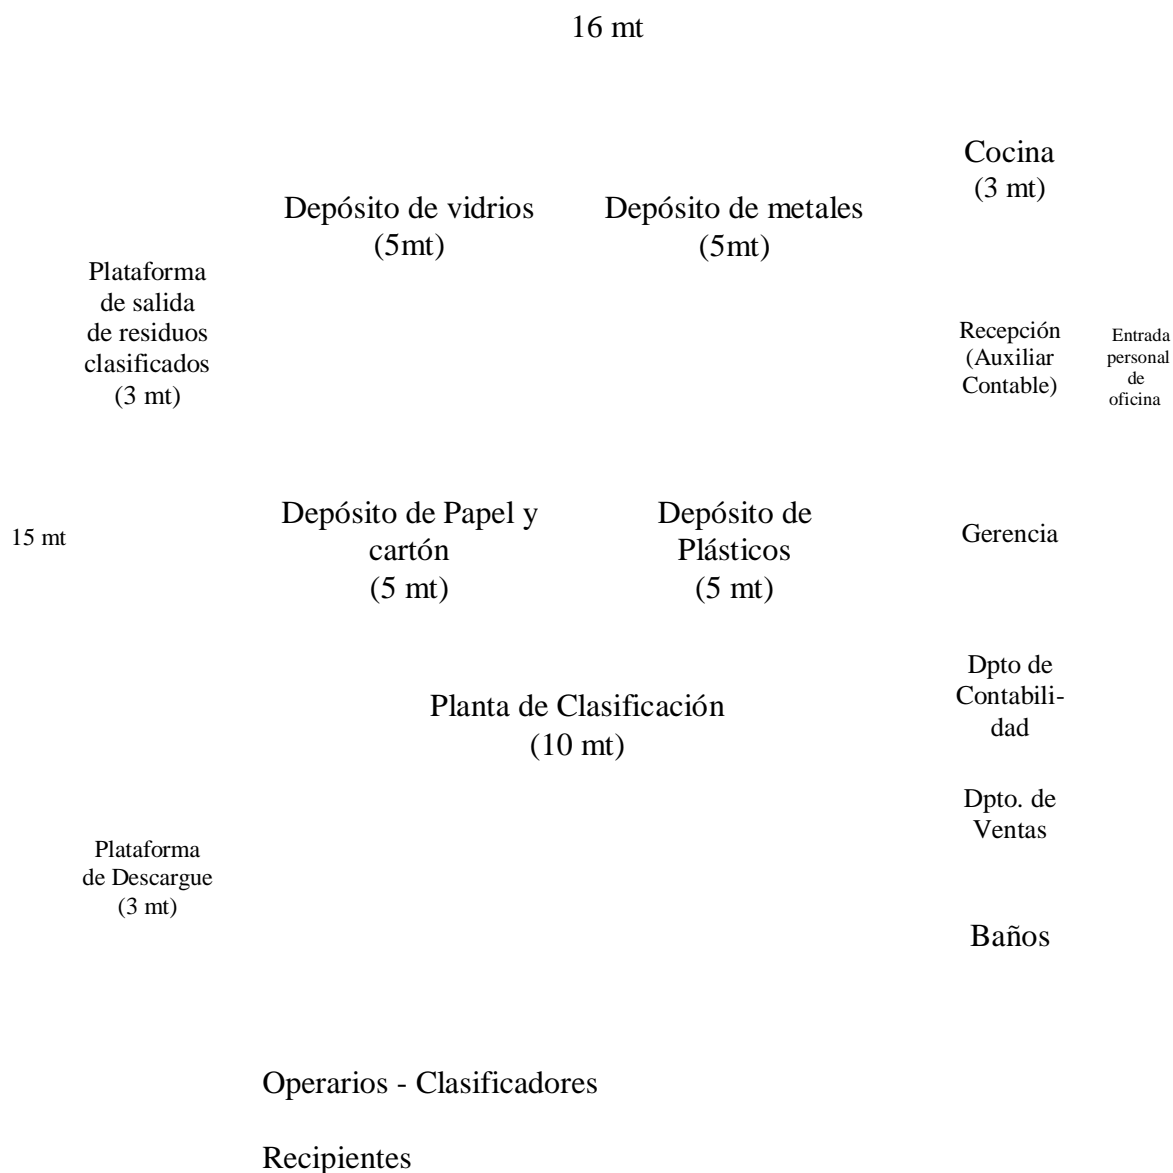 16 mt
Cocina
(3 mt)
Depósito de vidrios
(5mt)
Depósito de metales
(5mt)
Plataforma
de salida
de residuos
clasificados
(3 mt)
Recepción
(Auxiliar
Contable)
Entrada
personal
de
oficina
15 mt
Depósito de Papel y
cartón
(5 mt)
Depósito de
Plásticos
(5 mt)
Gerencia
Planta de Clasificación
(10 mt)
Dpto de
Contabili-
dad
Dpto. de
Ventas
Plataforma
de Descargue
(3 mt)
Baños
Operarios - Clasificadores
Recipientes